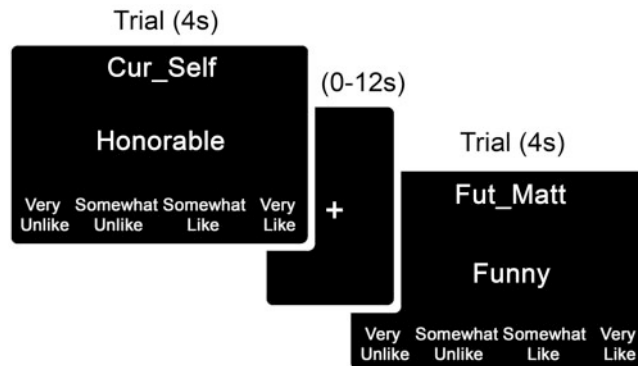 Trial (4s)
Cur_Self
Honorable
Very Somewhat Somewhat Very
Unlike Unlike Like Like
(0-12s)
+
Trial (4s)
Fut_Matt
Funny
Very Somewhat Somewhat Very
Unlike Unlike Like Like